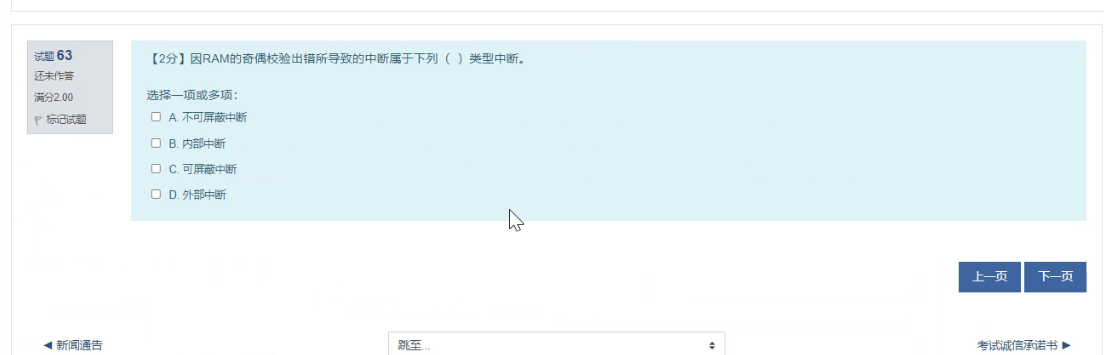 试题 63
还未作答
满分2.00
标记试题
【2分】因RAM的奇偶校验出错所导致的中断属于下列（ ）类型中断。
选择一项或多项：
A. 不可屏蔽中断
B. 内部中断
C. 可屏蔽中断
D. 外部中断
上一页 下一页
◀ 新闻通告 跳至... 考试诚信承诺书 ▶